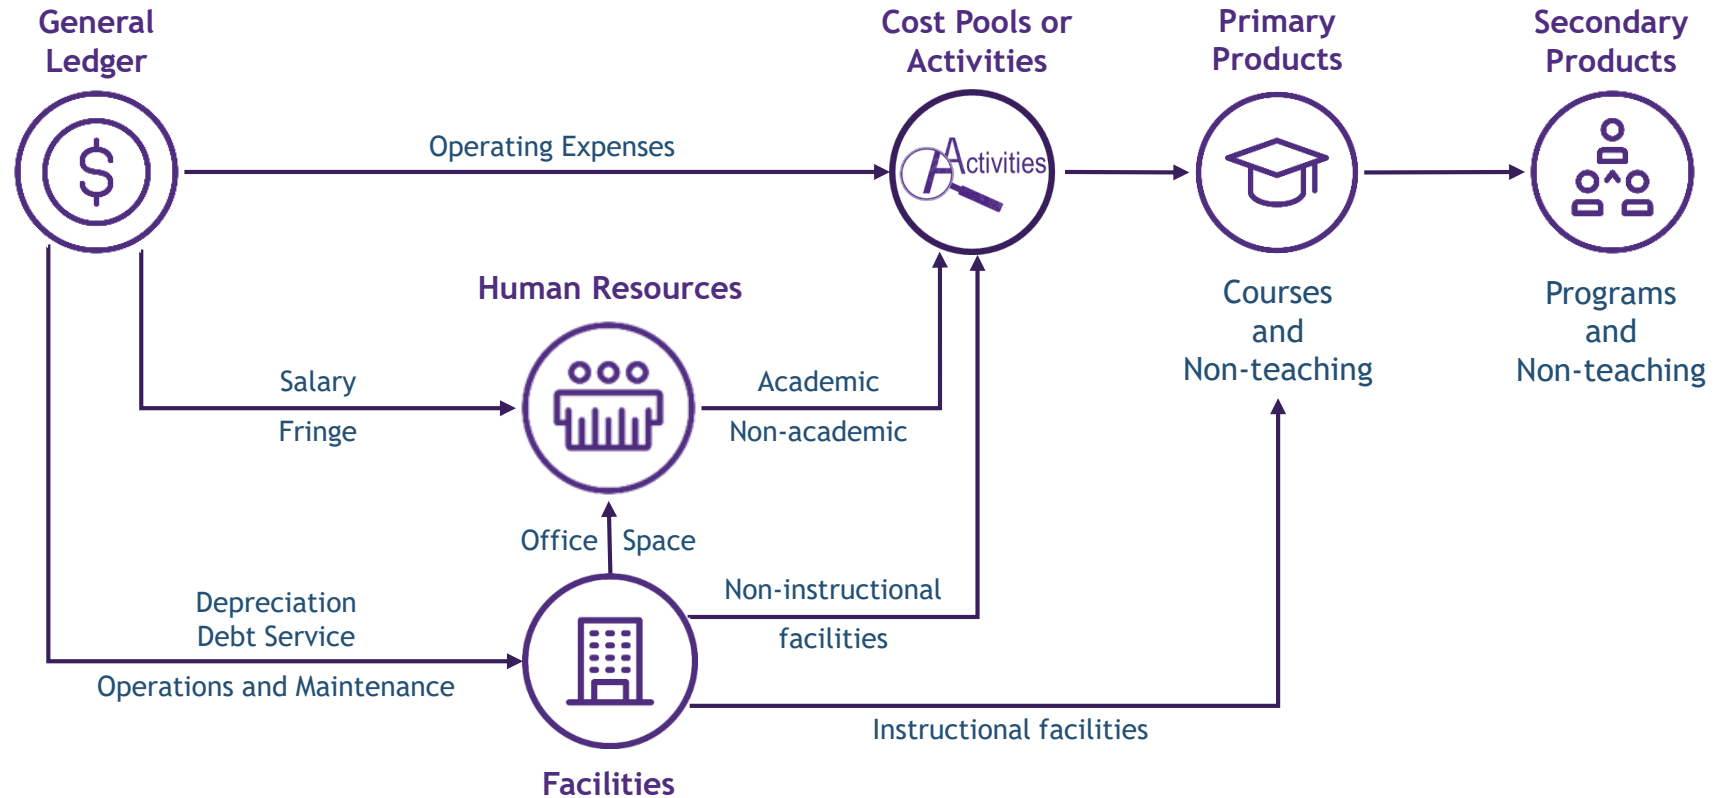 General
Ledger
Cost Pools or
Activities
Primary
Products
Secondary
Products
Operating Expenses
Activities
Human Resources
Courses
and
Non-teaching
Programs
and
Non-teaching
Salary
Fringe
Academic
Non-academic
Office Space
Depreciation
Debt Service
Operations and Maintenance
Non-instructional
facilities
Instructional facilities
Facilities